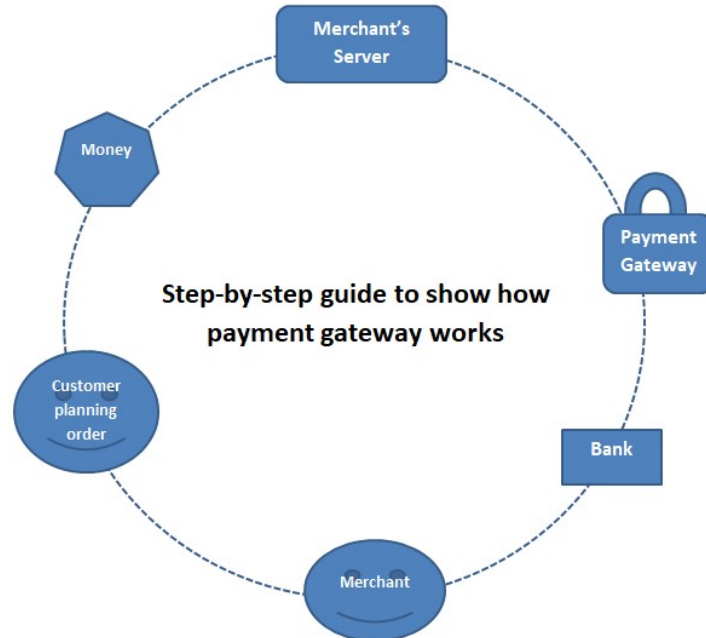 Merchant's
Server
Money
Payment
Gateway
Step-by-step guide to show how
payment gateway works
Customer
planning
order
Bank
Merchant